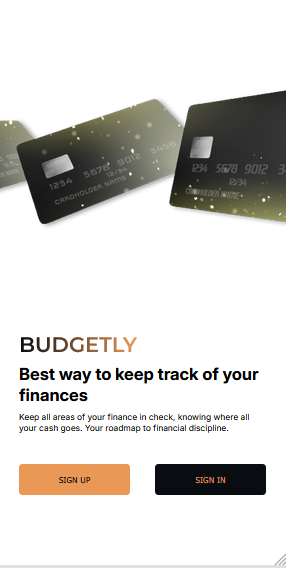 1234 5678 9012 3456
12/34
CARDHOLDER NAME
1234 5678 9012
12/34
CARDHOLDER NAME
BUDGETLY
Best way to keep track of your
finances
Keep all areas of your finance in check, knowing where all
your cash goes. Your roadmap to financial discipline.
SIGN UP
SIGN IN